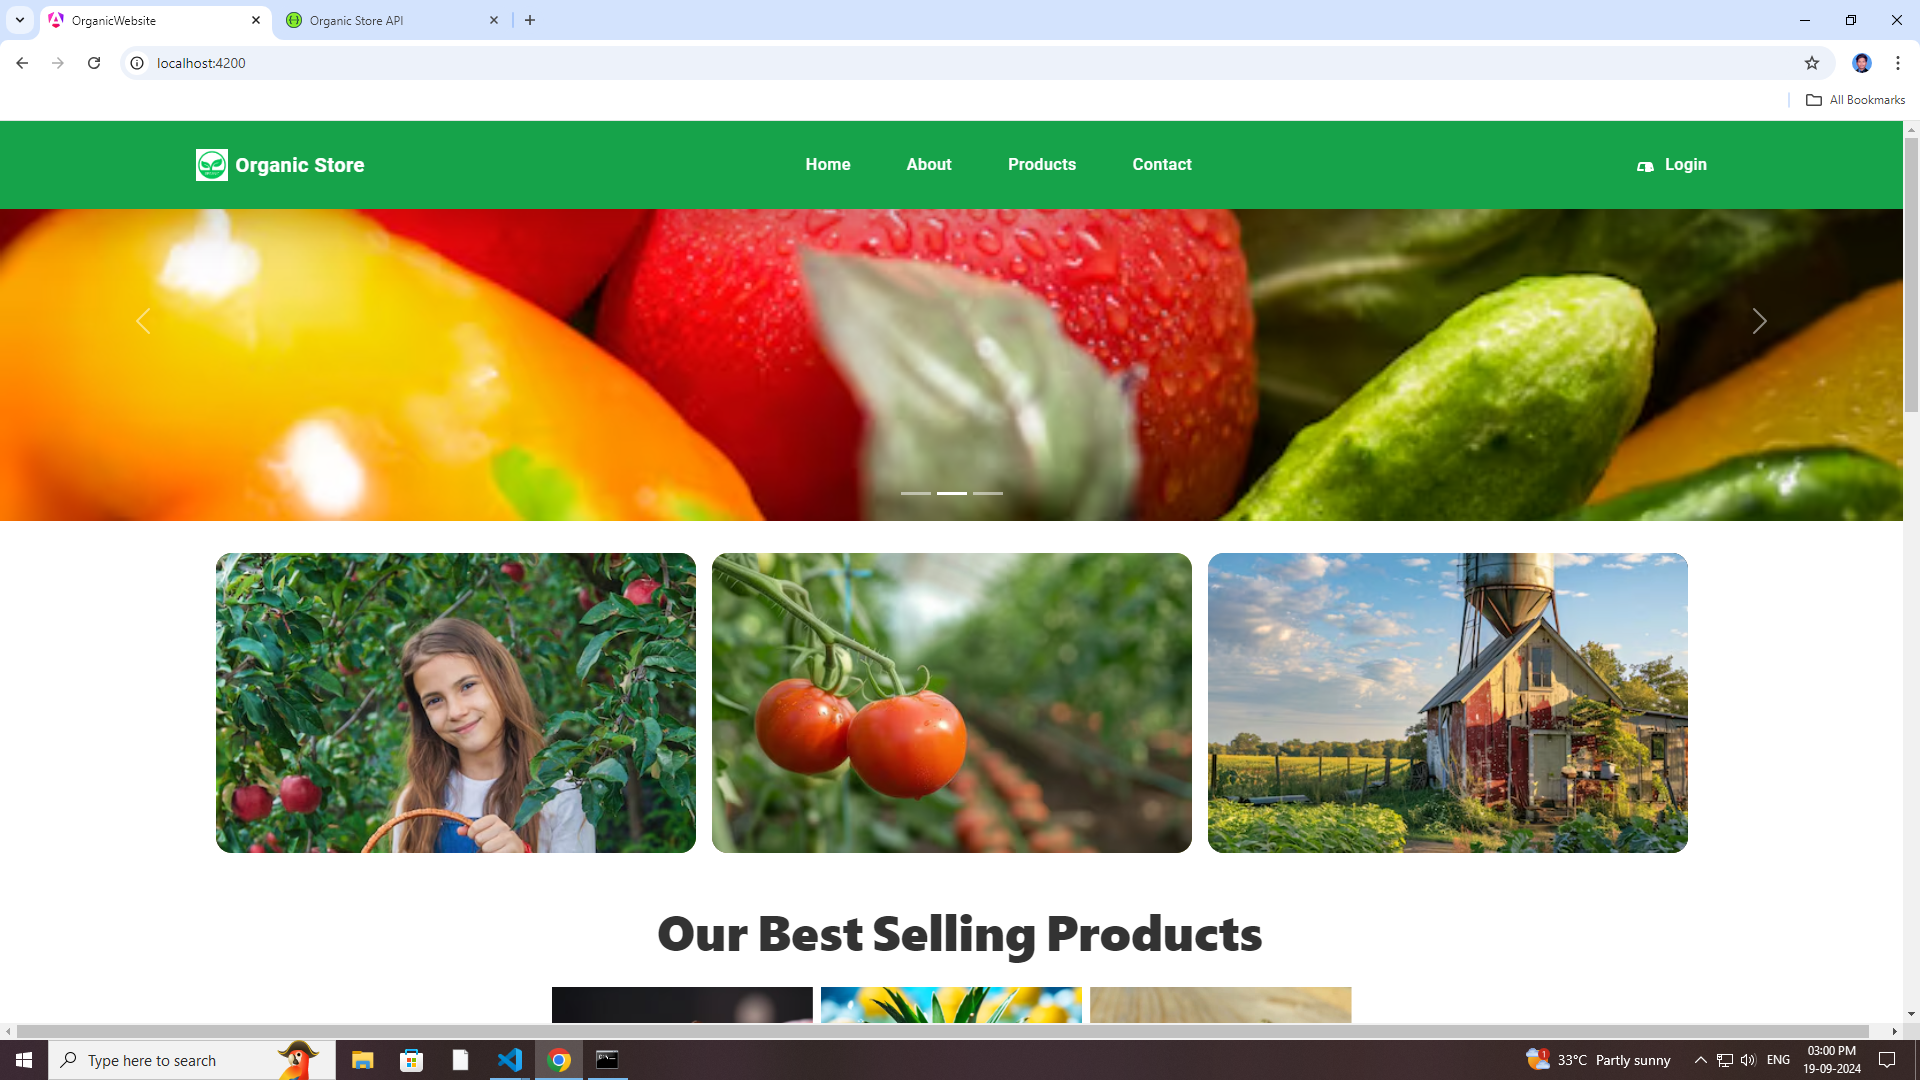 OrganicWebsite
Organic Store API
localhost:4200
All Bookmarks
Organic Store
Home
About
Products
Contact
Login
Our Best Selling Products
Type here to search
1
33°C Partly sunny
ENG
03:00 PM
19-09-2024